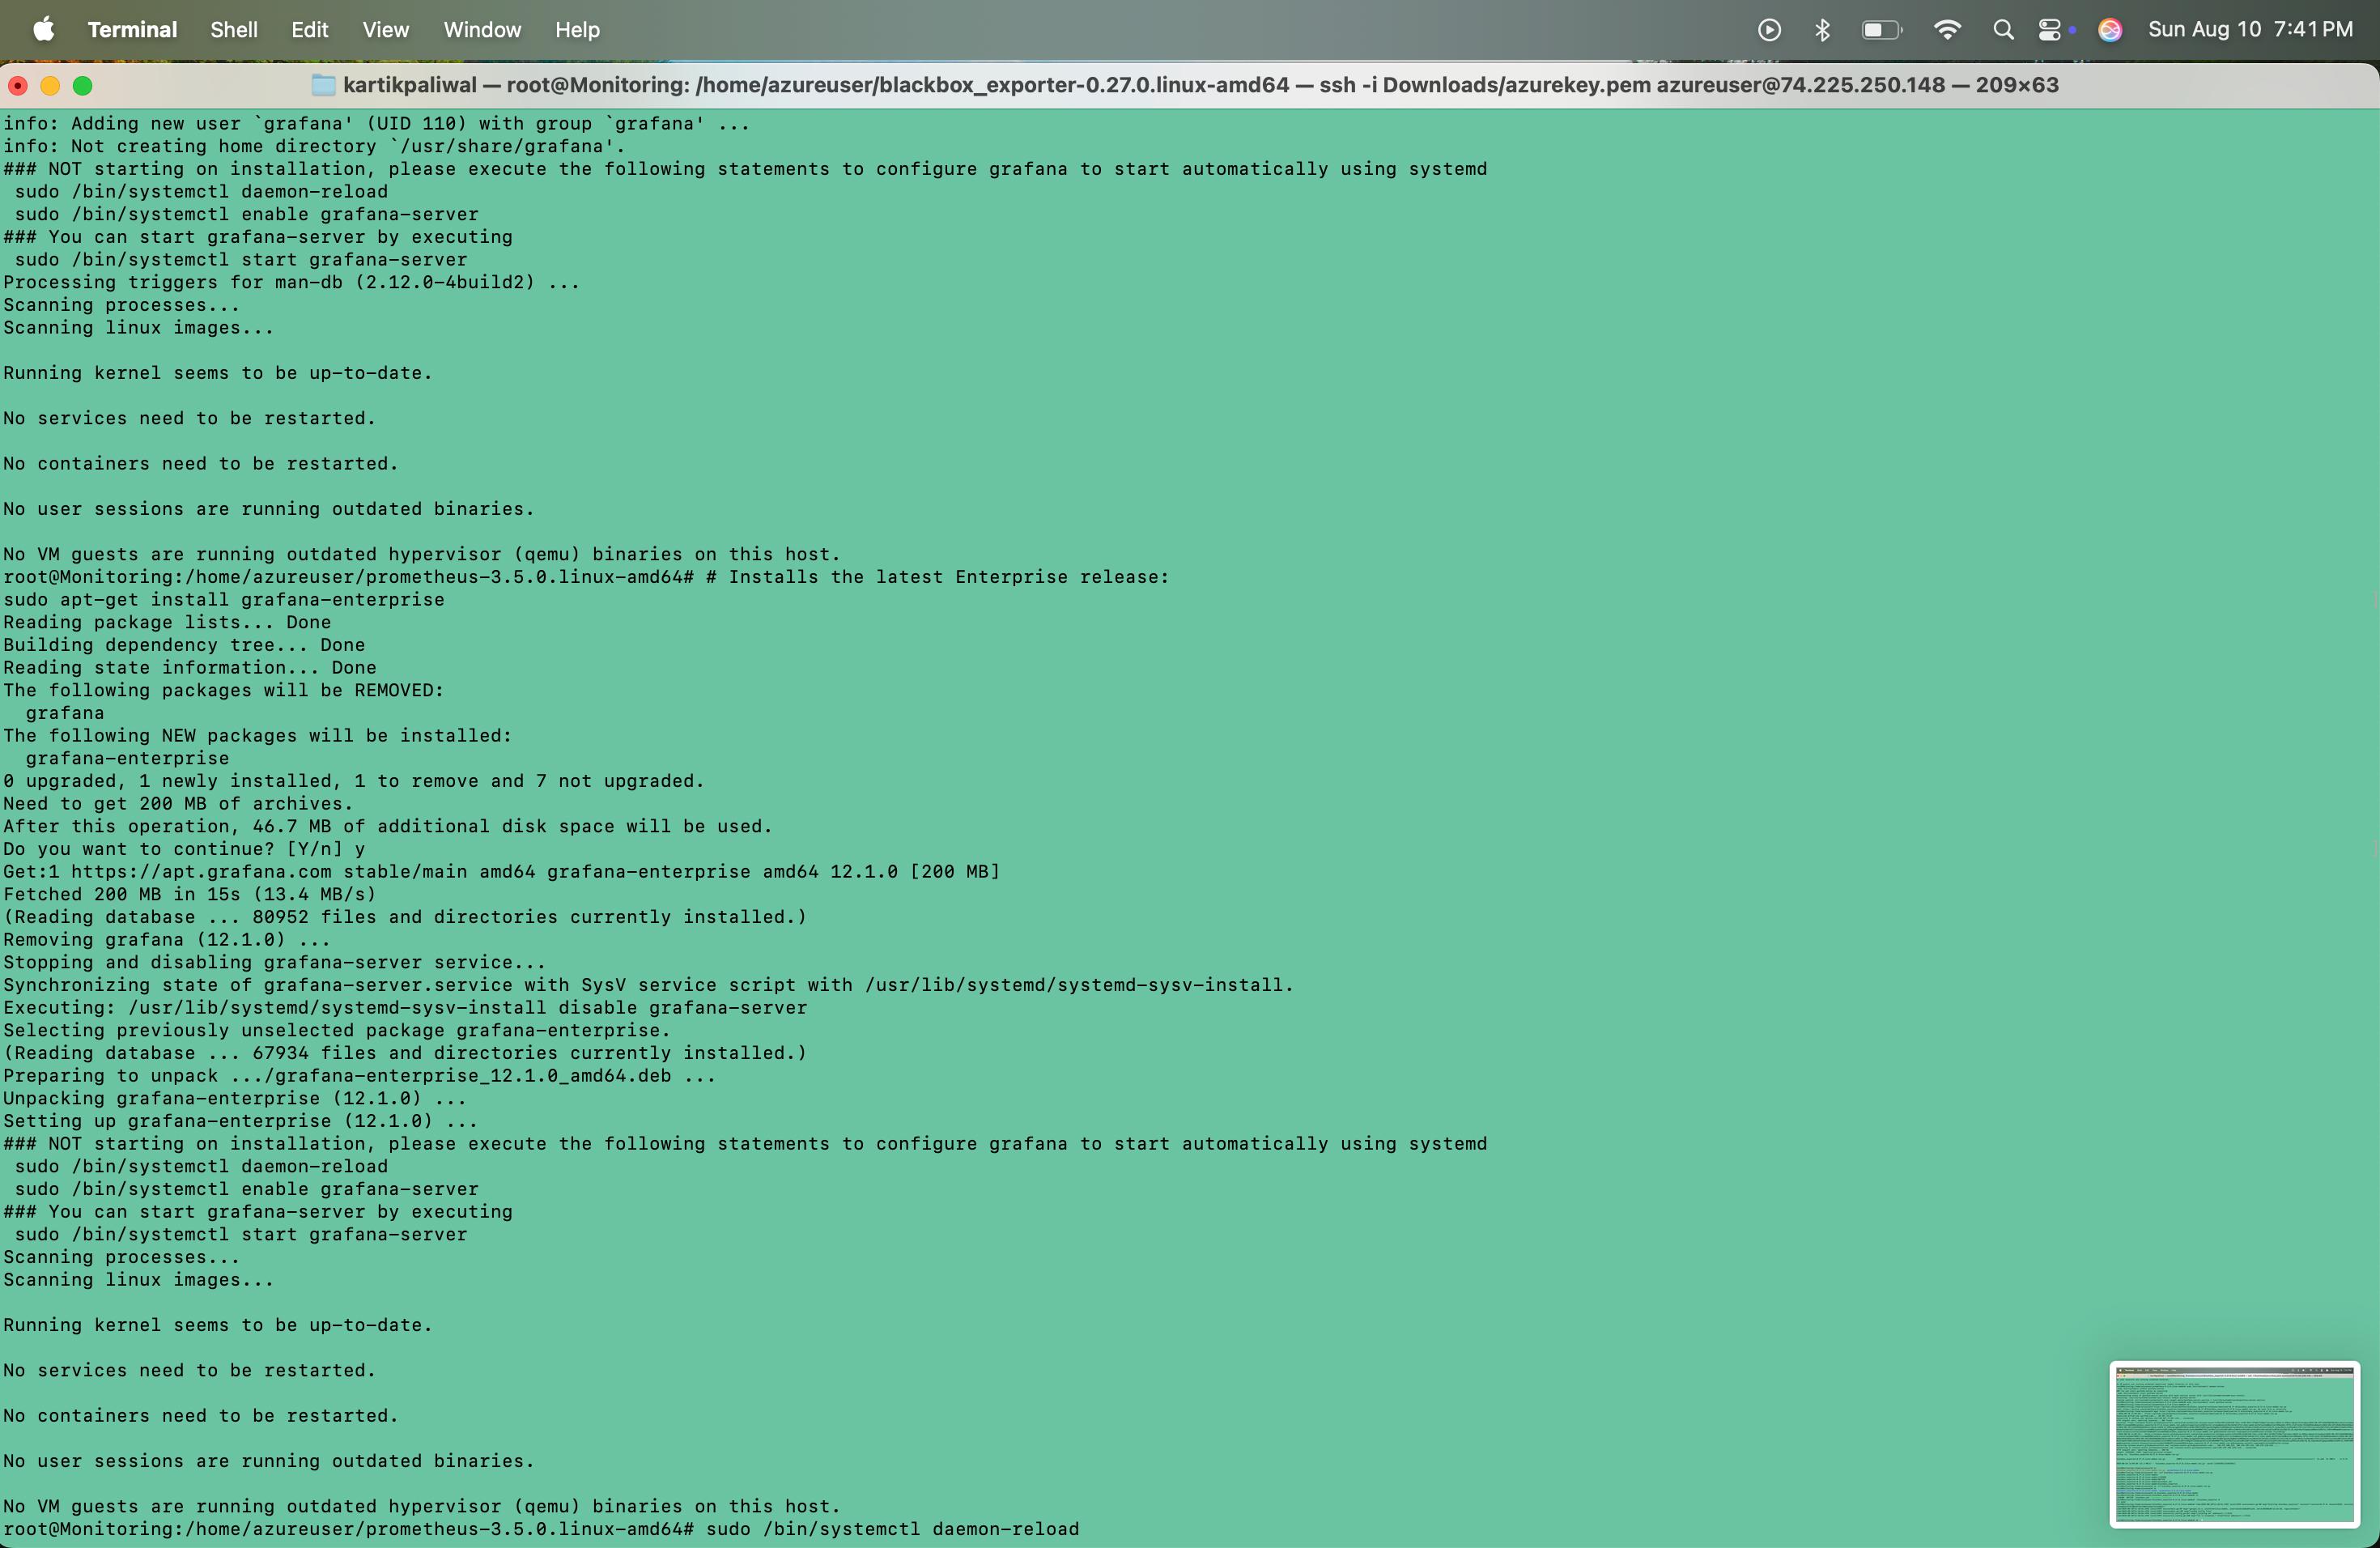 Terminal Shell Edit View Window Help Sun Aug 10 7:41 PM
kartikpaliwal — root@Monitoring: /home/azureuser/blackbox_exporter-0.27.0.linux-amd64 — ssh -i Downloads/azurekey.pem azureuser@74.225.250.148 — 209×63
info: Adding new user `grafana' (UID 110) with group `grafana' ...
info: Not creating home directory `/usr/share/grafana'.
### NOT starting on installation, please execute the following statements to configure grafana to start automatically using systemd
 sudo /bin/systemctl daemon-reload
 sudo /bin/systemctl enable grafana-server
### You can start grafana-server by executing
 sudo /bin/systemctl start grafana-server
Processing triggers for man-db (2.12.0-4build2) ...
Scanning processes...
Scanning linux images...
Running kernel seems to be up-to-date.
No services need to be restarted.
No containers need to be restarted.
No user sessions are running outdated binaries.
No VM guests are running outdated hypervisor (qemu) binaries on this host.
root@Monitoring:/home/azureuser/prometheus-3.5.0.linux-amd64# # Installs the latest Enterprise release:
sudo apt-get install grafana-enterprise
Reading package lists... Done
Building dependency tree... Done
Reading state information... Done
The following packages will be REMOVED:
  grafana
The following NEW packages will be installed:
  grafana-enterprise
0 upgraded, 1 newly installed, 1 to remove and 7 not upgraded.
Need to get 200 MB of archives.
After this operation, 46.7 MB of additional disk space will be used.
Do you want to continue? [Y/n] y
Get:1 https://apt.grafana.com stable/main amd64 grafana-enterprise amd64 12.1.0 [200 MB]
Fetched 200 MB in 15s (13.4 MB/s)
(Reading database ... 80952 files and directories currently installed.)
Removing grafana (12.1.0) ...
Stopping and disabling grafana-server service...
Synchronizing state of grafana-server.service with SysV service script with /usr/lib/systemd/systemd-sysv-install.
Executing: /usr/lib/systemd/systemd-sysv-install disable grafana-server
Selecting previously unselected package grafana-enterprise.
(Reading database ... 67934 files and directories currently installed.)
Preparing to unpack .../grafana-enterprise_12.1.0_amd64.deb ...
Unpacking grafana-enterprise (12.1.0) ...
Setting up grafana-enterprise (12.1.0) ...
### NOT starting on installation, please execute the following statements to configure grafana to start automatically using systemd
 sudo /bin/systemctl daemon-reload
 sudo /bin/systemctl enable grafana-server
### You can start grafana-server by executing
 sudo /bin/systemctl start grafana-server
Scanning processes...
Scanning linux images...
Running kernel seems to be up-to-date.
No services need to be restarted.
No containers need to be restarted.
No user sessions are running outdated binaries.
No VM guests are running outdated hypervisor (qemu) binaries on this host.
root@Monitoring:/home/azureuser/prometheus-3.5.0.linux-amd64# sudo /bin/systemctl daemon-reload